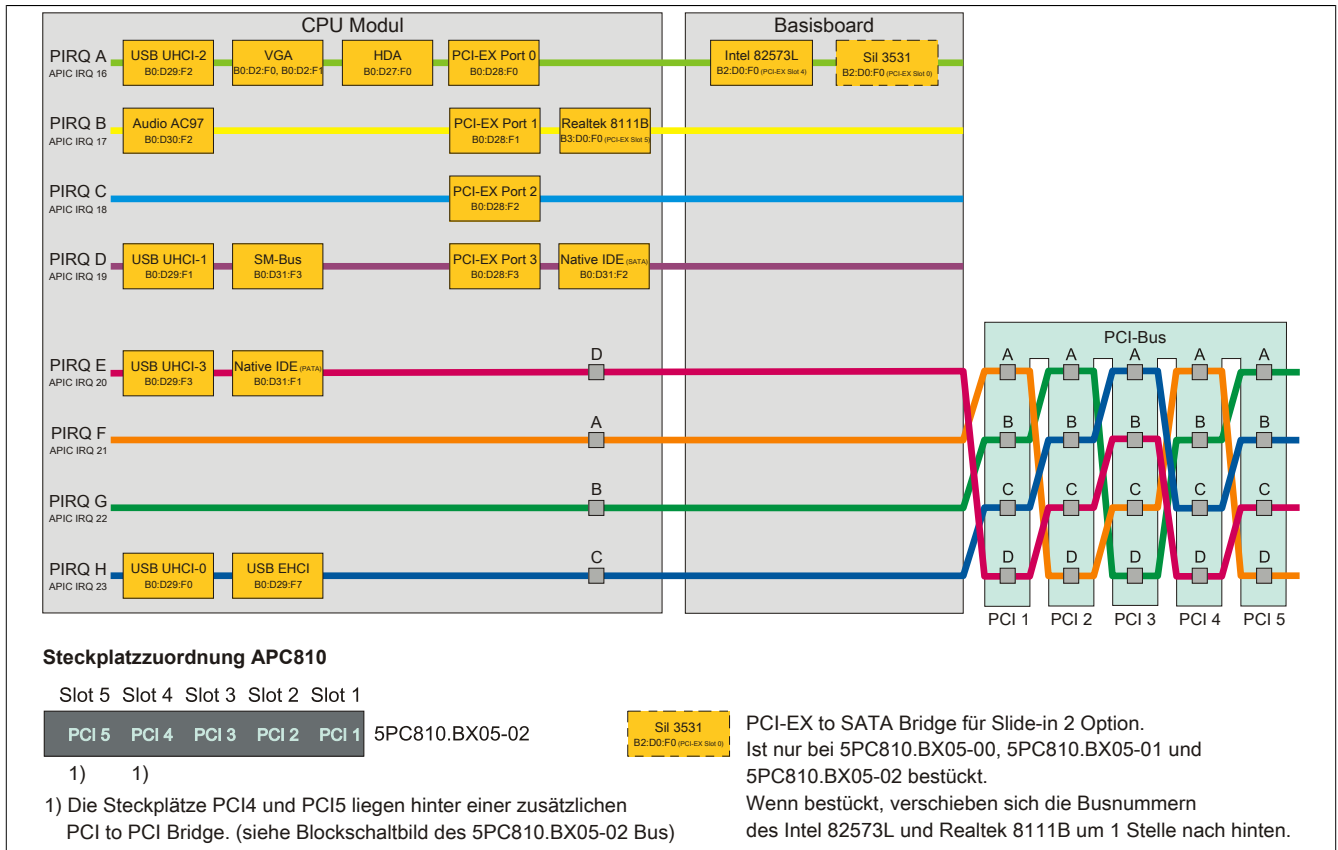 CPU Modul
Basisboard
PIRQ A
APIC IRQ 16
USB UHCI-2
B0:D29:F2
VGA
B0:D2:F0, B0:D2:F1
HDA
B0:D27:F0
PCI-EX Port 0
B0:D28:F0
Intel 82573L
B2:D0:F0 (PCI-EX Slot 4)
Sil 3531
B2:D0:F0 (PCI-EX Slot 0)
PIRQ B
APIC IRQ 17
Audio AC97
B0:D30:F2
PCI-EX Port 1
B0:D28:F1
Realtek 8111B
B3:D0:F0 (PCI-EX Slot 5)
PIRQ C
APIC IRQ 18
PCI-EX Port 2
B0:D28:F2
PIRQ D
APIC IRQ 19
USB UHCI-1
B0:D29:F1
SM-Bus
B0:D31:F3
PCI-EX Port 3
B0:D28:F3
Native IDE (SATA)
B0:D31:F2
PCI-Bus
A A A A A
PIRQ E
APIC IRQ 20
USB UHCI-3
B0:D29:F3
Native IDE (PATA)
B0:D31:F1
D
B B B B B
PIRQ F
APIC IRQ 21
A
C C C C C
PIRQ G
APIC IRQ 22
B
D D D D D
PIRQ H
APIC IRQ 23
USB UHCI-0
B0:D29:F0
USB EHCI
B0:D29:F7
C
PCI 1 PCI 2 PCI 3 PCI 4 PCI 5
Steckplatzzuordnung APC810
Slot 5 Slot 4 Slot 3 Slot 2 Slot 1
PCI 5 PCI 4 PCI 3 PCI 2 PCI 1 5PC810.BX05-02
1) 1)
1) Die Steckplätze PCI4 und PCI5 liegen hinter einer zusätzlichen
PCI to PCI Bridge. (siehe Blockschaltbild des 5PC810.BX05-02 Bus)
Sil 3531
B2:D0:F0 (PCI-EX Slot 0)
PCI-EX to SATA Bridge für Slide-in 2 Option.
Ist nur bei 5PC810.BX05-00, 5PC810.BX05-01 und
5PC810.BX05-02 bestückt.
Wenn bestückt, verschieben sich die Busnummern
des Intel 82573L und Realtek 8111B um 1 Stelle nach hinten.